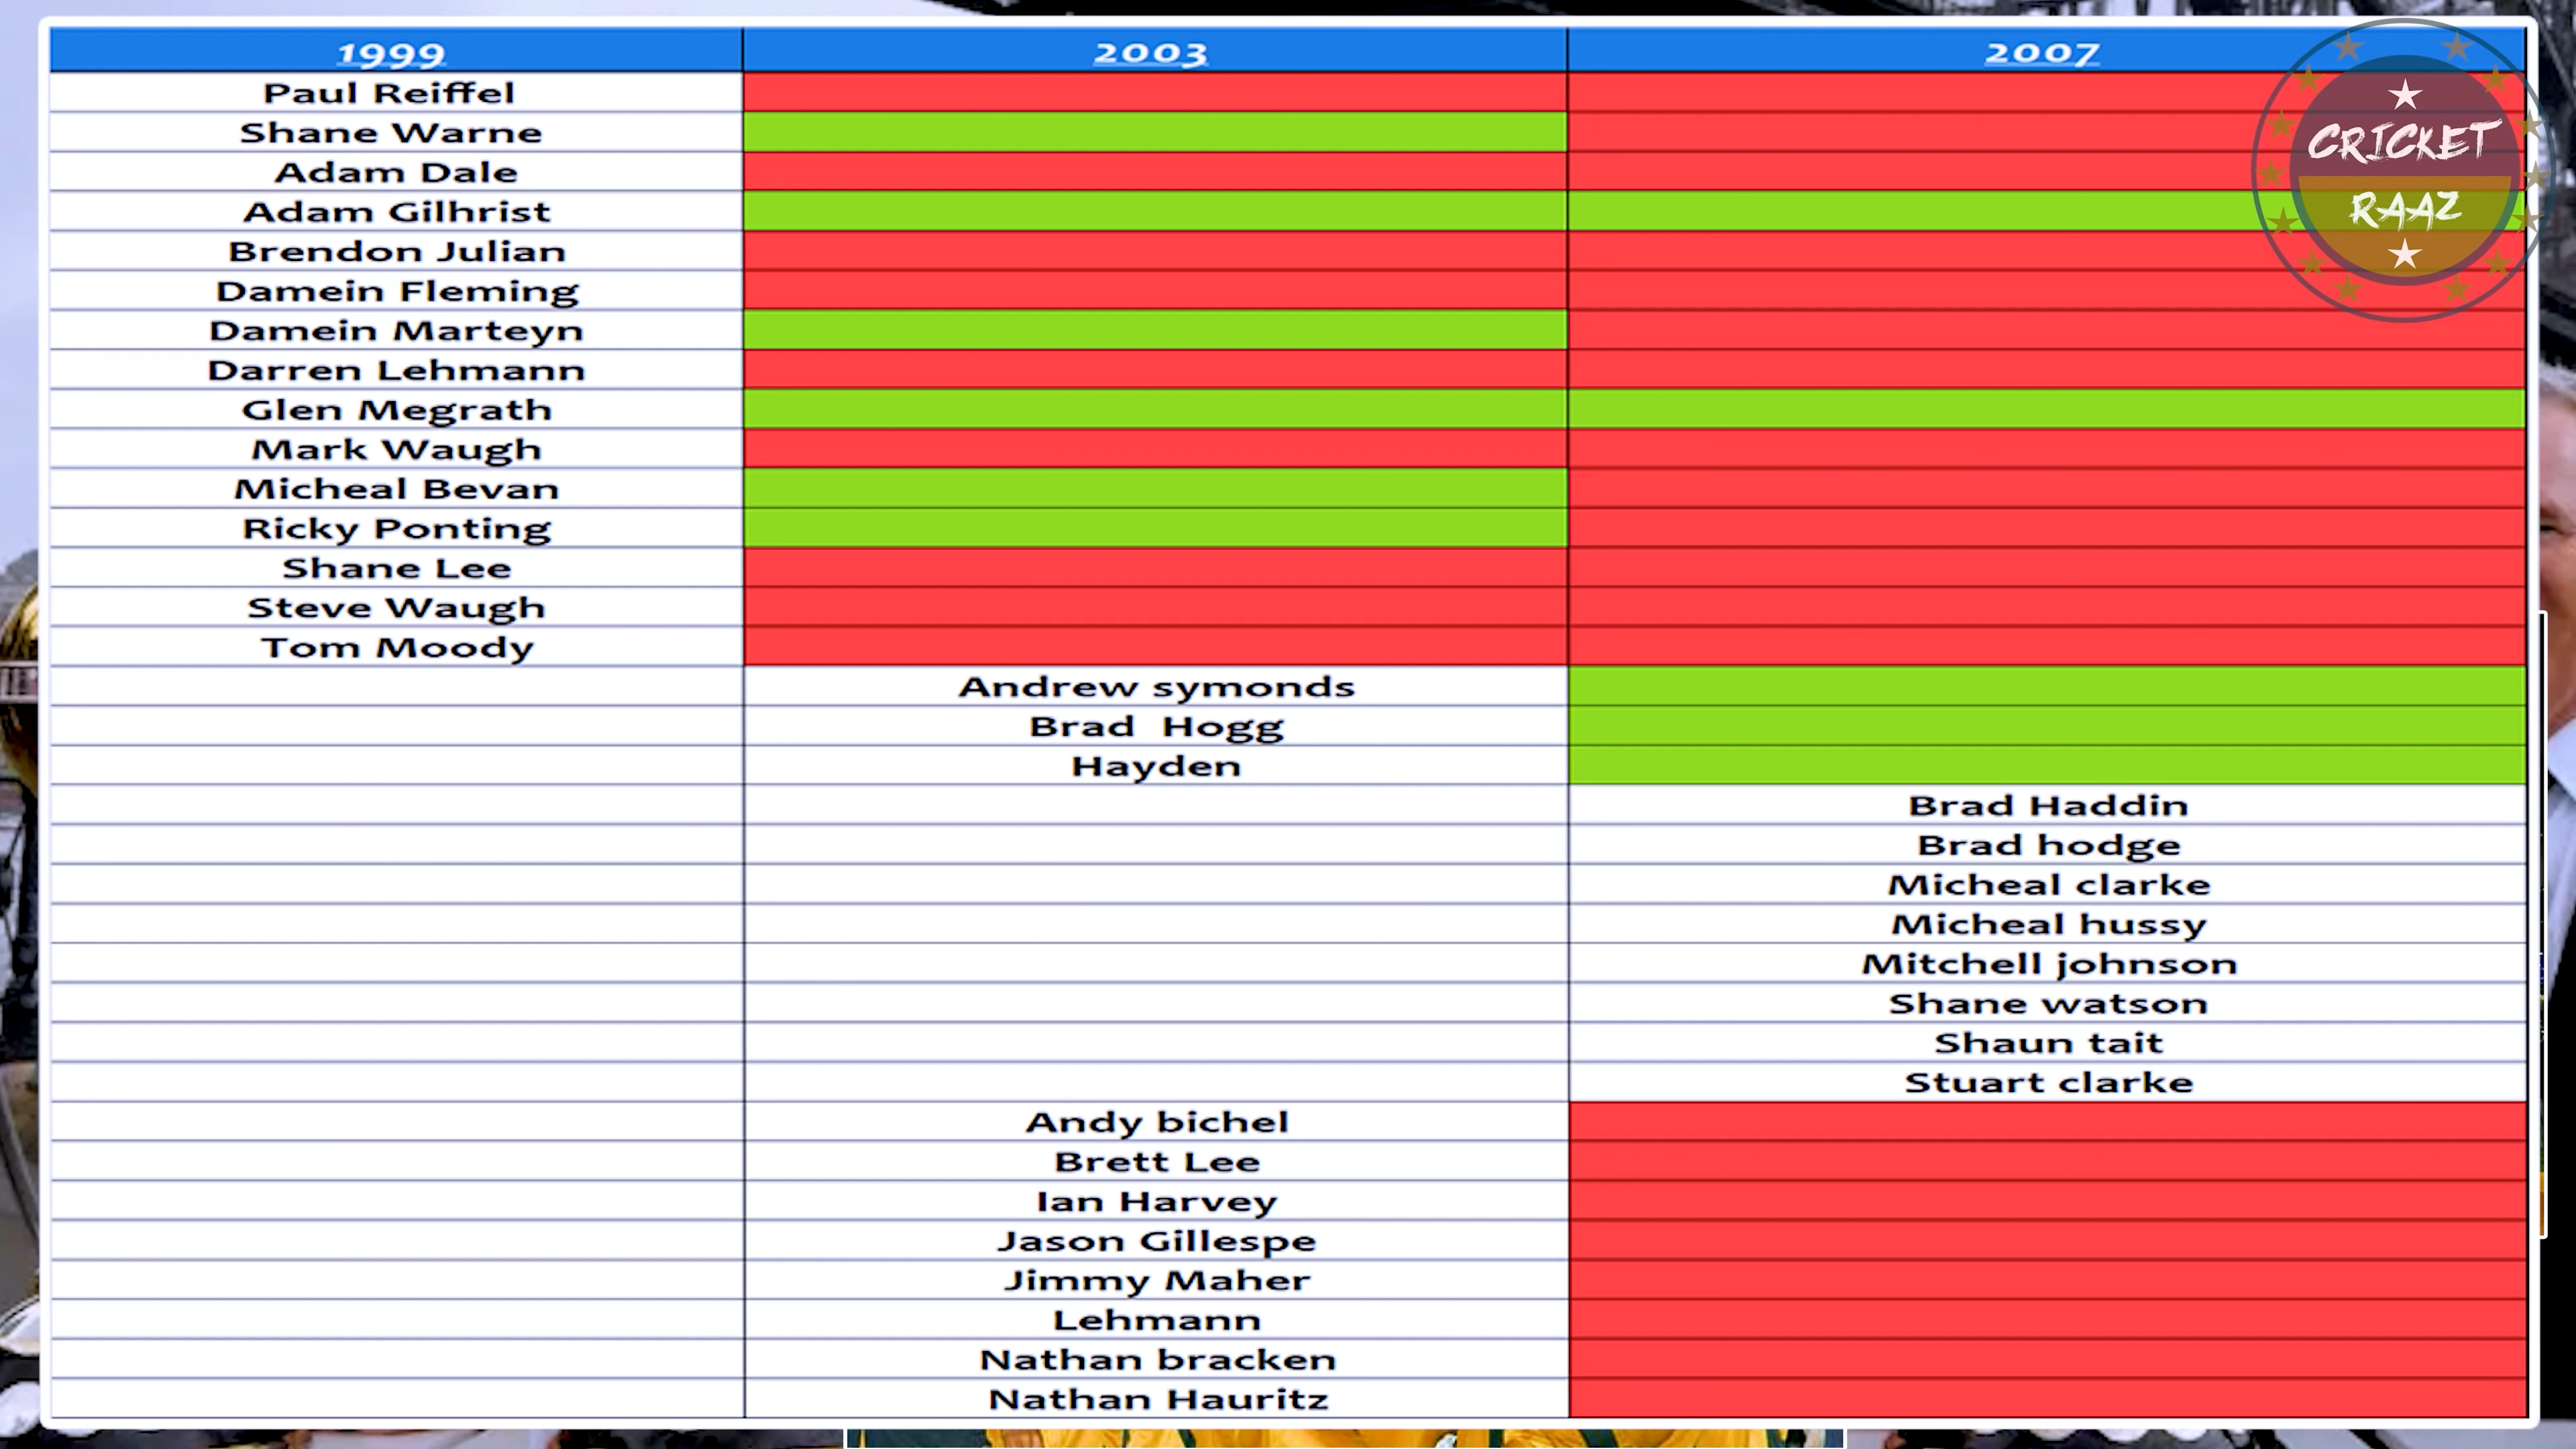 1999 2003 2007
Paul Reiffel
Shane Warne
Adam Dale
Adam Gilhrist
Brendon Julian
Damein Fleming
Damein Marteyn
Darren Lehmann
Glen Megrath
Mark Waugh
Micheal Bevan
Ricky Ponting
Shane Lee
Steve Waugh
Tom Moody
Andrew symonds
Brad Hogg
Hayden
Brad Haddin
Brad hodge
Micheal clarke
Micheal hussy
Mitchell johnson
Shane watson
Shaun tait
Stuart clarke
Andy bichel
Brett Lee
Ian Harvey
Jason Gillespe
Jimmy Maher
Lehmann
Nathan bracken
Nathan Hauritz
CRICKET
RAAZ